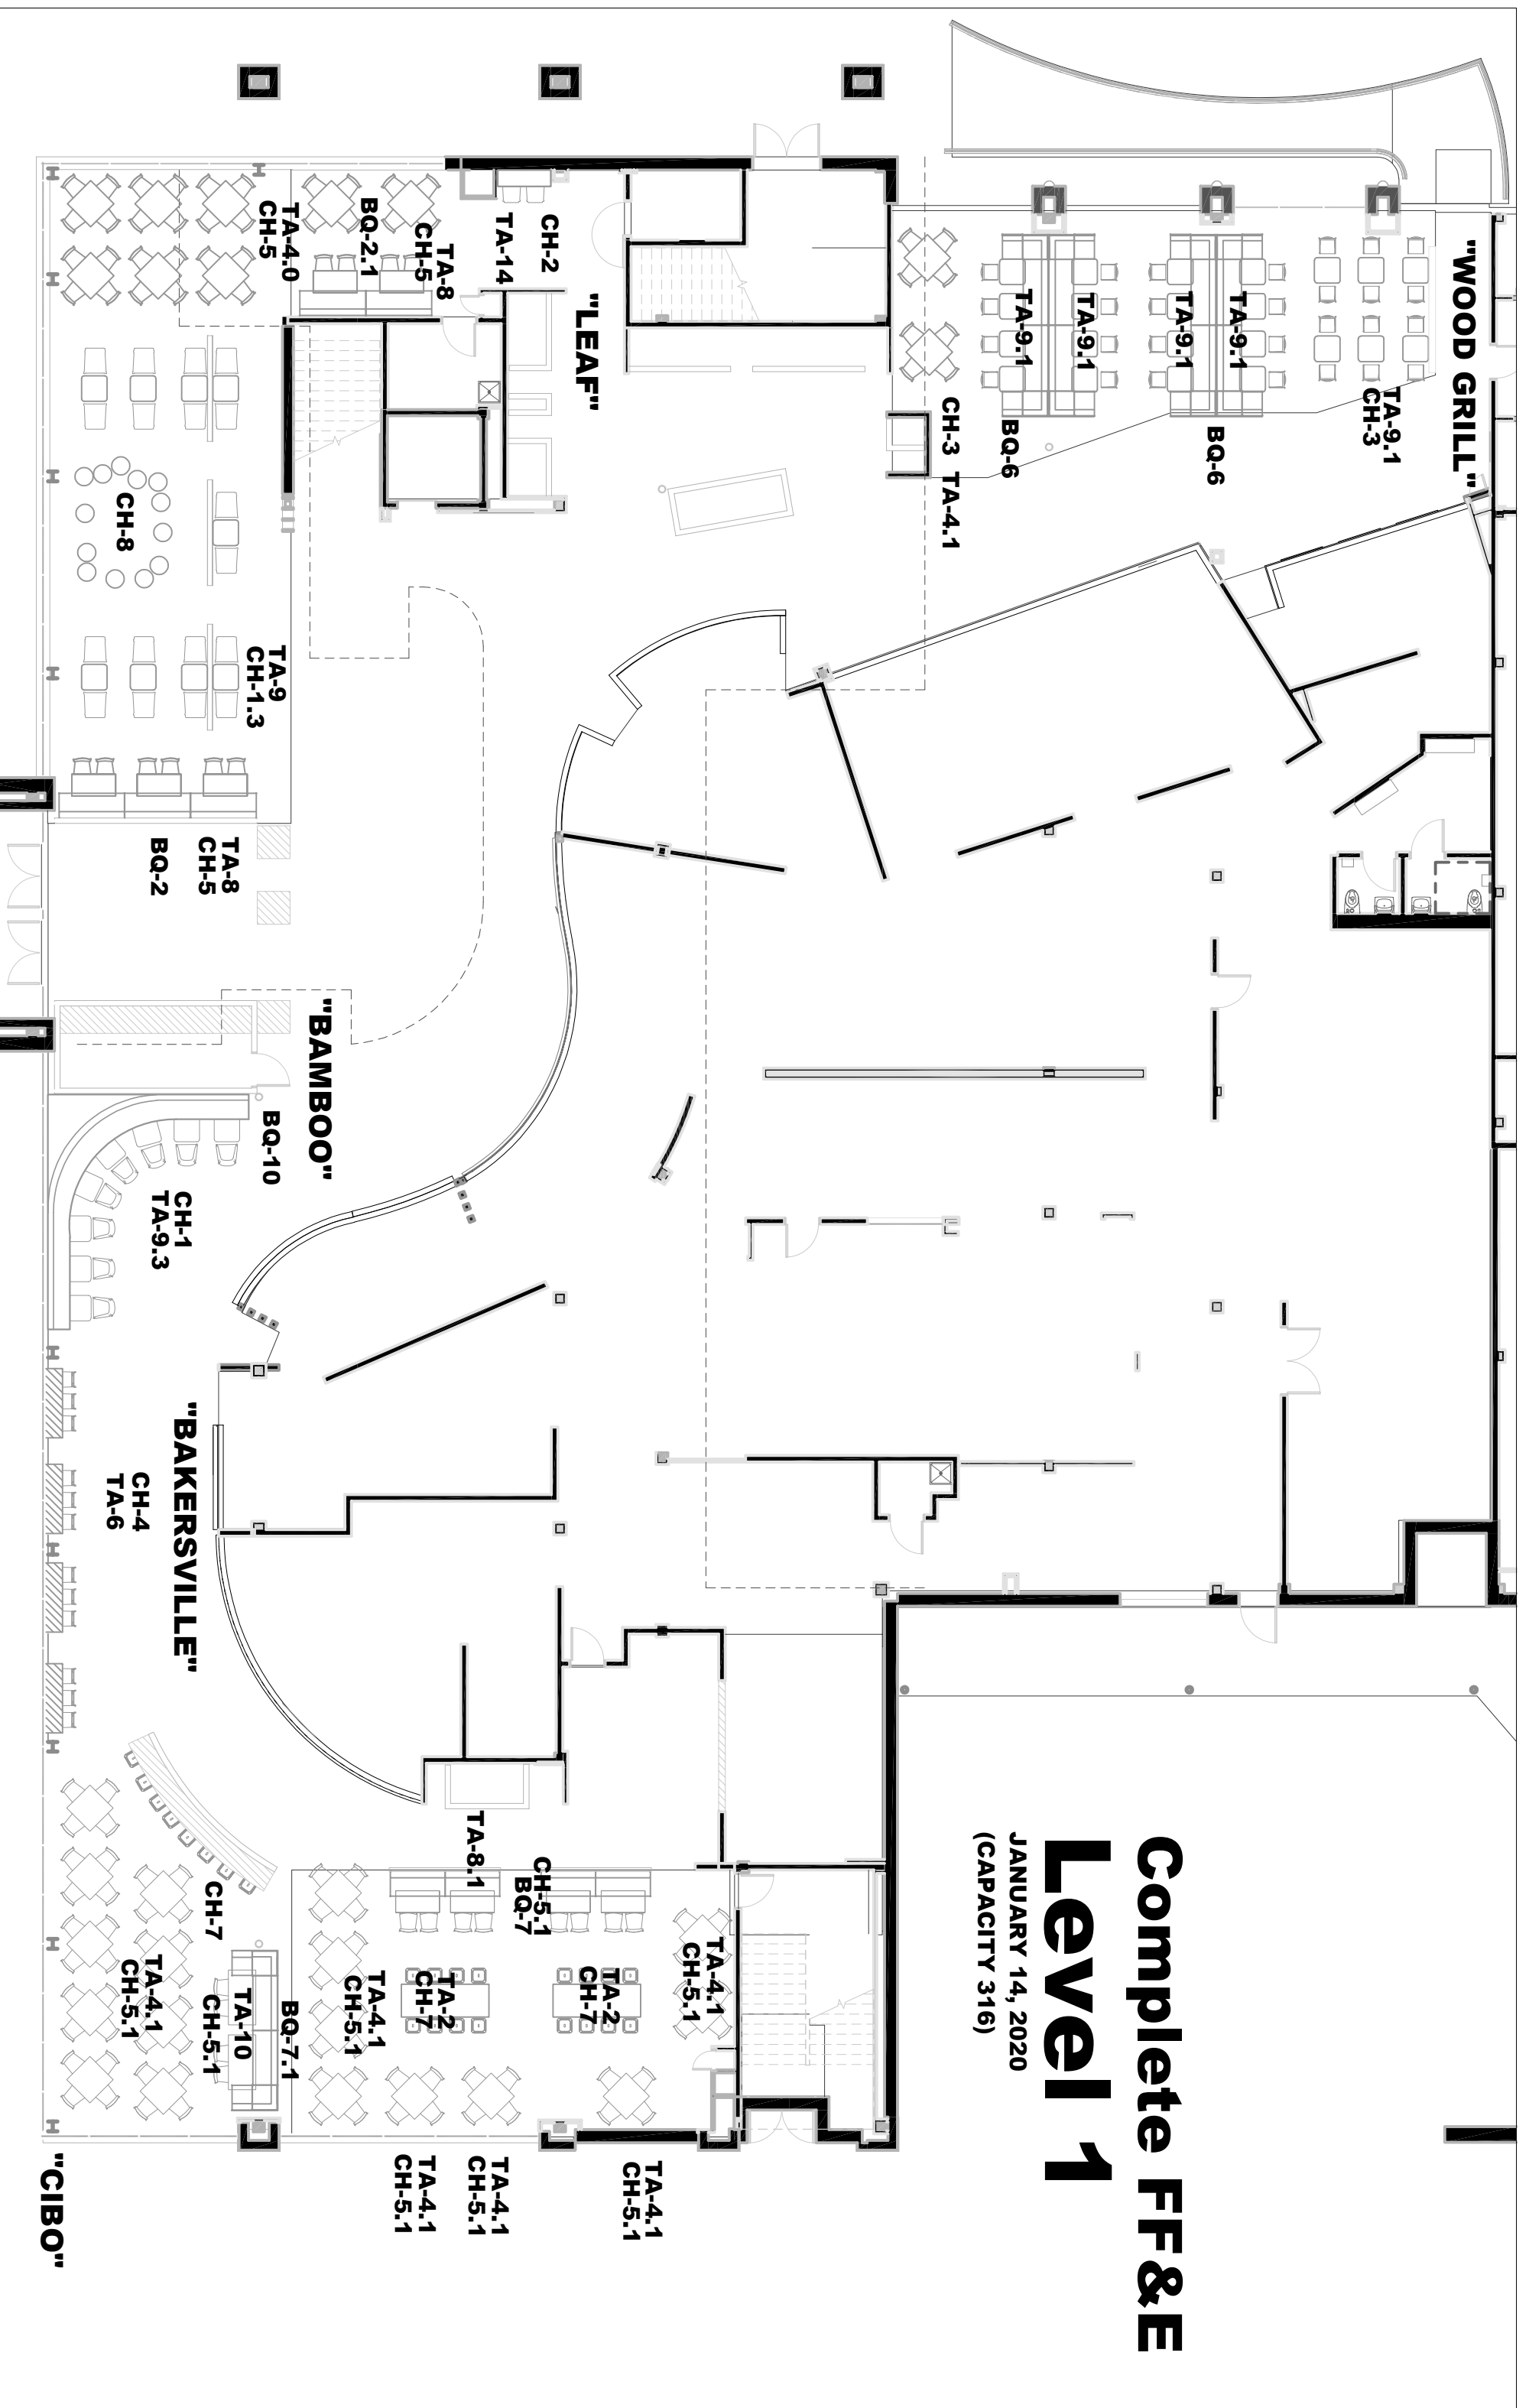 Complete FF&E
Level 1
JANUARY 14, 2020
(CAPACITY 316)
"WOOD GRILL"
TA-9.1
CH-3
TA-9.1
TA-9.1
TA-9.1
TA-9.1
BQ-6
BQ-6
CH-3 TA-4.1
"LEAF"
CH-2
TA-14
TA-8
CH-5
BQ-2.1
TA-4.0
CH-5
CH-8
TA-9
CH-1.3
TA-8
CH-5
BQ-2
"BAMBOO"
BQ-10
CH-1
TA-9.3
"BAKERSVILLE"
CH-4
TA-6
TA-8.1
CH-5.1
BQ-7
CH-7
TA-4.1
CH-5.1
TA-2
CH-7
TA-2
CH-7
TA-4.1
CH-5.1
BQ-7.1
TA-10
CH-5.1
TA-4.1
CH-5.1
TA-4.1
CH-5.1
TA-4.1
CH-5.1
TA-4.1
CH-5.1
"CIBO"